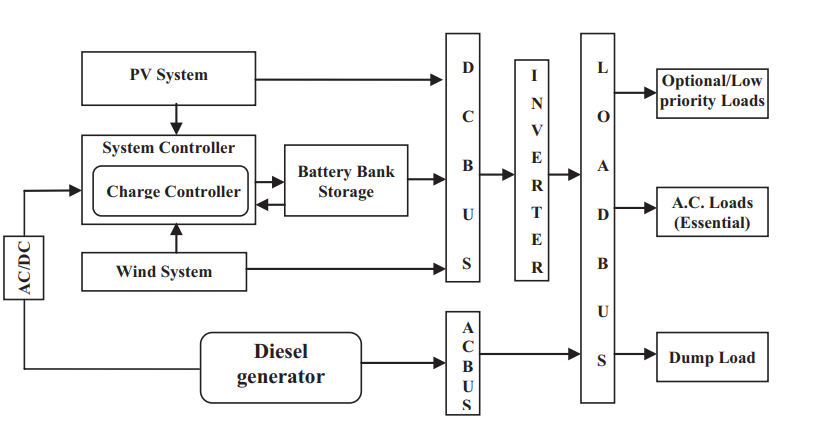 PV System
System Controller
Charge Controller
Battery Bank
Storage
Wind System
AC/DC
Diesel
generator
D C B U S
A C B U S
I N V E R T E R
L O A D B U S
Optional/Low
priority Loads
A.C. Loads
(Essential)
Dump Load